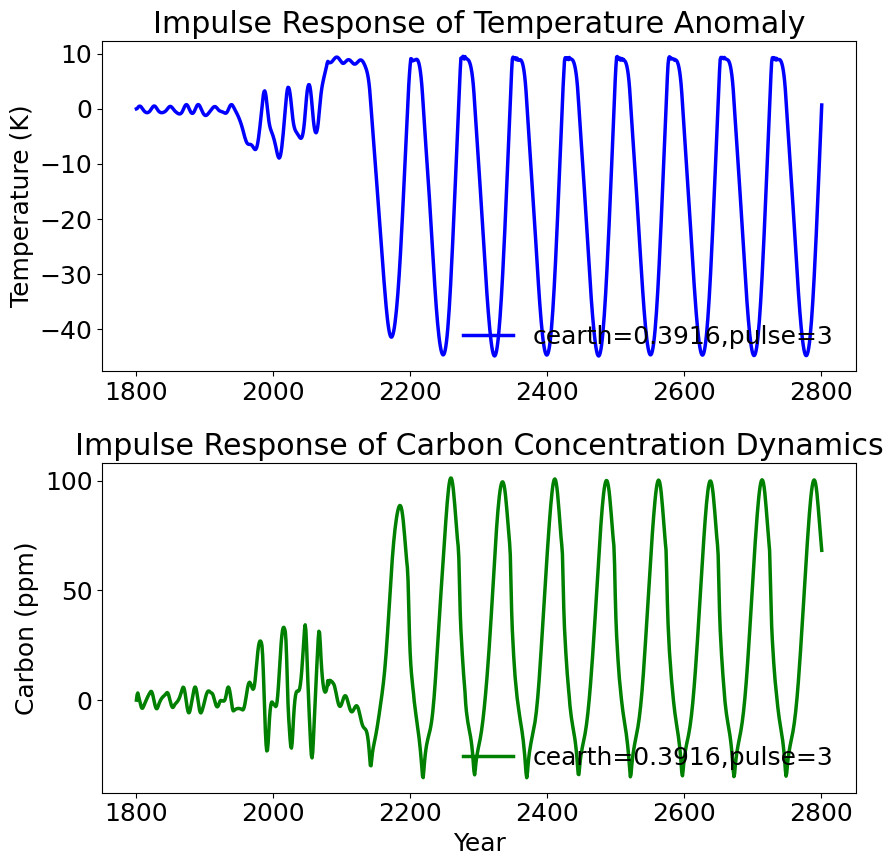 Impulse Response of Temperature Anomaly
10
0
−10
−20
−30
−40
Temperature (K)
cearth=0.3916,pulse=3
1800 2000 2200 2400 2600 2800
Impulse Response of Carbon Concentration Dynamics
100
50
0
Carbon (ppm)
cearth=0.3916,pulse=3
1800 2000 2200 2400 2600 2800
Year